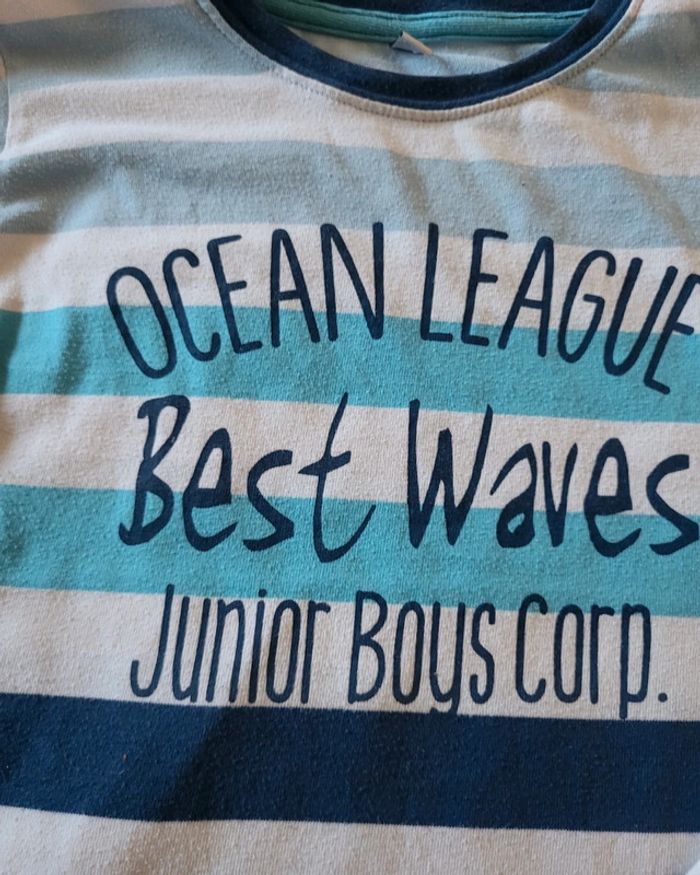 OCEAN LEAGUE
Best Waves
Junior Boys Corp.